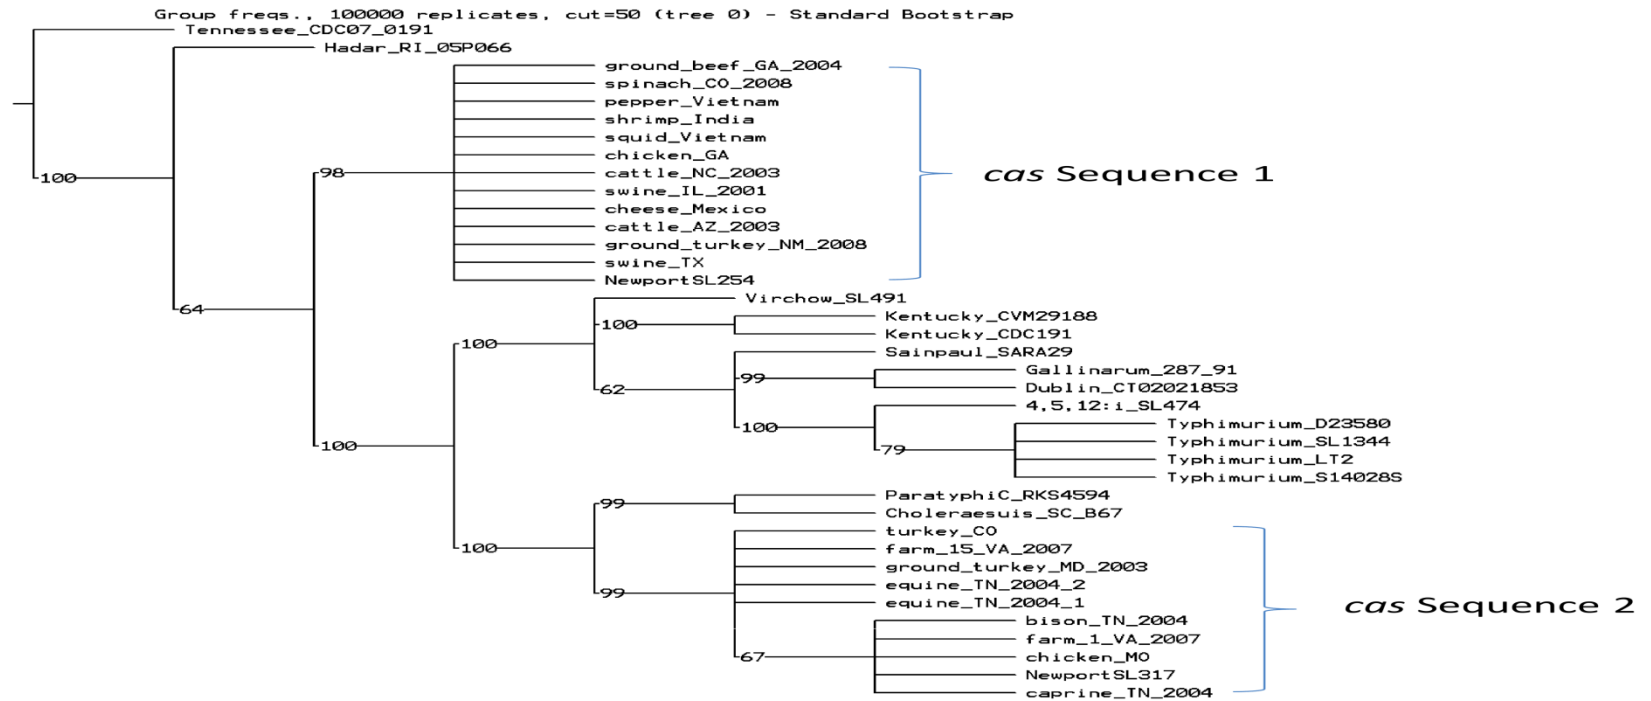 Group freqs., 100000 replicates, cut=50 (tree 0) - Standard Bootstrap
Tennessee_CDC07_0191
Hadar_RI_05P066
ground_beef_GA_2004
spinach_CO_2008
pepper_Vietnam
shrimp_India
squid_Vietnam
chicken_GA
98
cattle_NC_2003
cas Sequence 1
100
swine_IL_2001
cheese_Mexico
cattle_AZ_2003
ground_turkey_NM_2008
swine_TX
NewportSL254
Virchow_SL491
64
Kentucky_CVM29188
100
Kentucky_CDC191
100
Sainpaul_SARA29
Gallinarum_287_91
99
Dublin_CT02021853
62
4,5,12:i_SL474
Typhimurium_D23580
100
Typhimurium_SL1344
100
79
Typhimurium_LT2
Typhimurium_S14028S
ParatyphiC_RKS4594
99
Choleraesuis_SC_B67
turkey_CO
100
farm_15_VA_2007
ground_turkey_MD_2003
equine_TN_2004_2
99
equine_TN_2004_1
cas Sequence 2
bison_TN_2004
farm_1_VA_2007
67
chicken_MO
NewportSL317
caprine_TN_2004